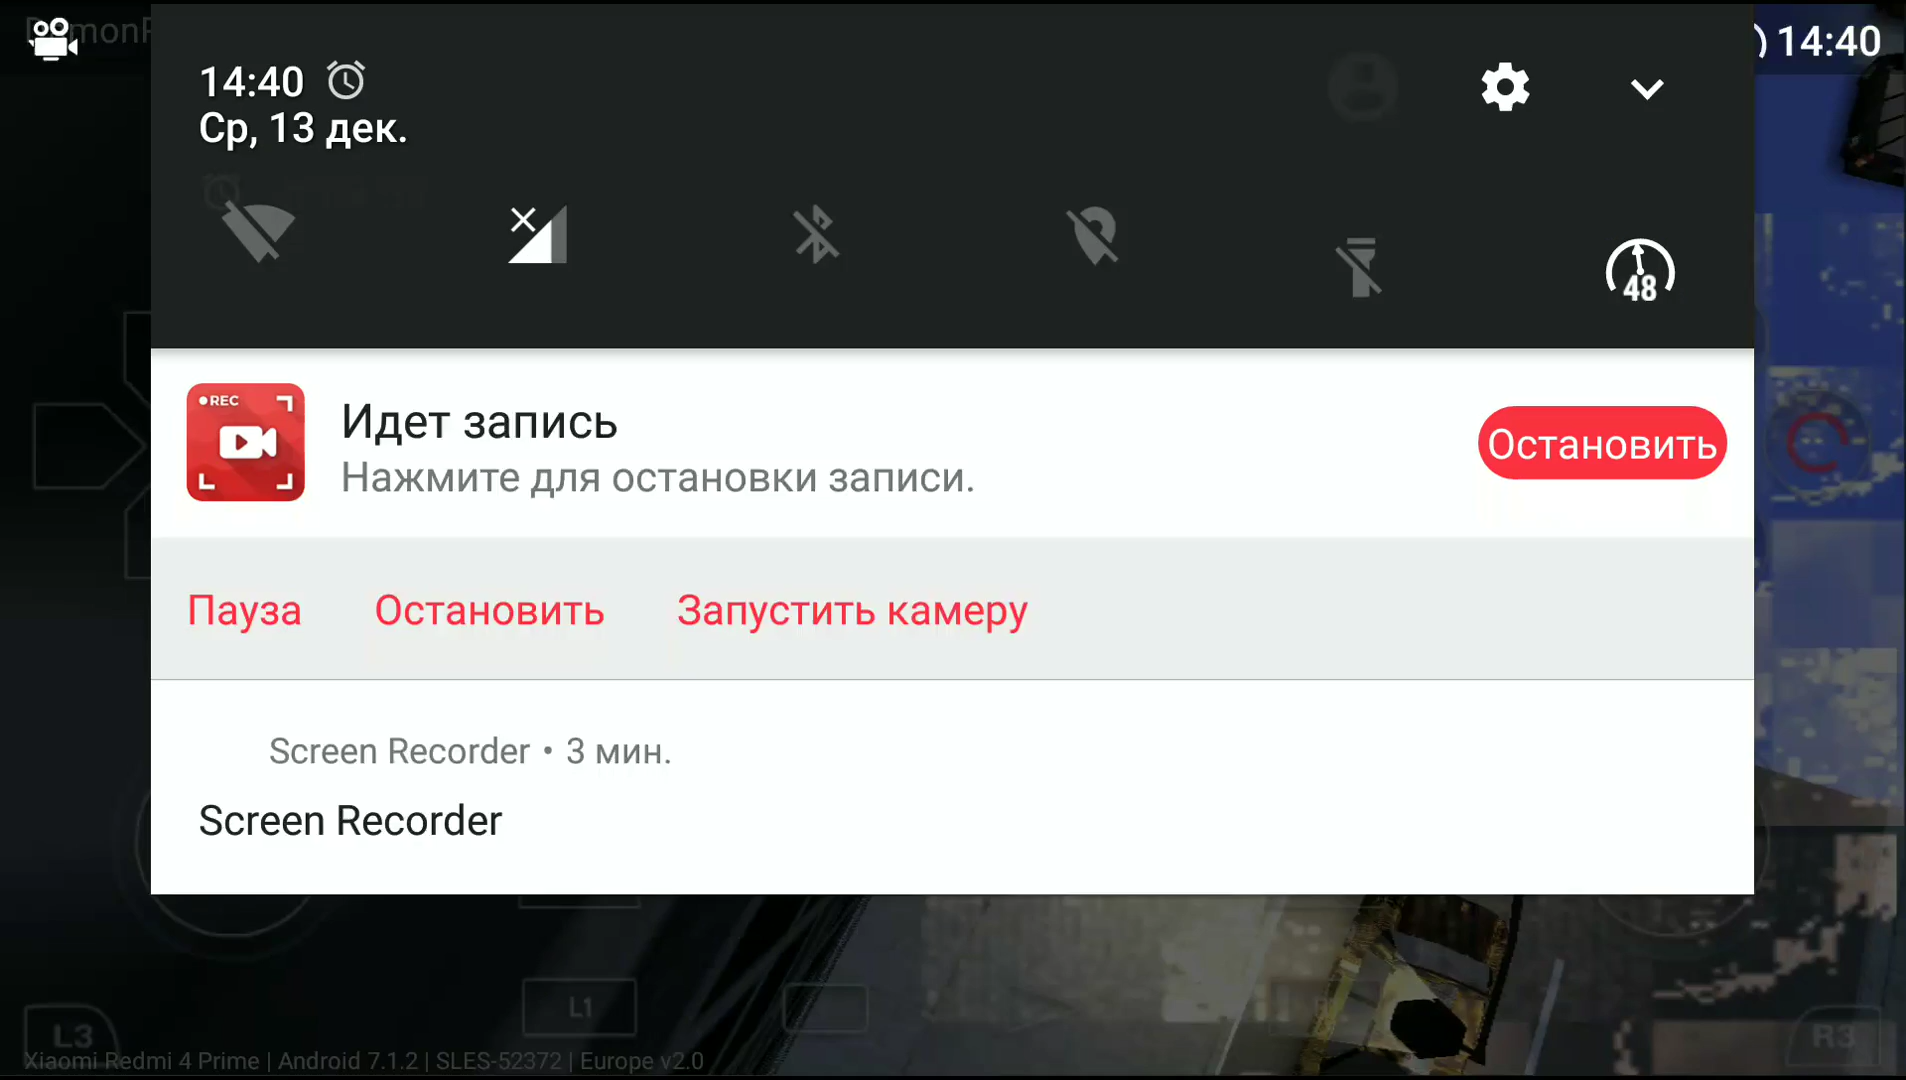 14:40
14:40
Ср, 13 дек.
48
REC
Идет запись
Нажмите для остановки записи.
Остановить
Пауза
Остановить
Запустить камеру
Screen Recorder • 3 мин.
Screen Recorder
L1
L3
R3
Xiaomi Redmi 4 Prime | Android 7.1.2 | SLES-52372 | Europe v2.0